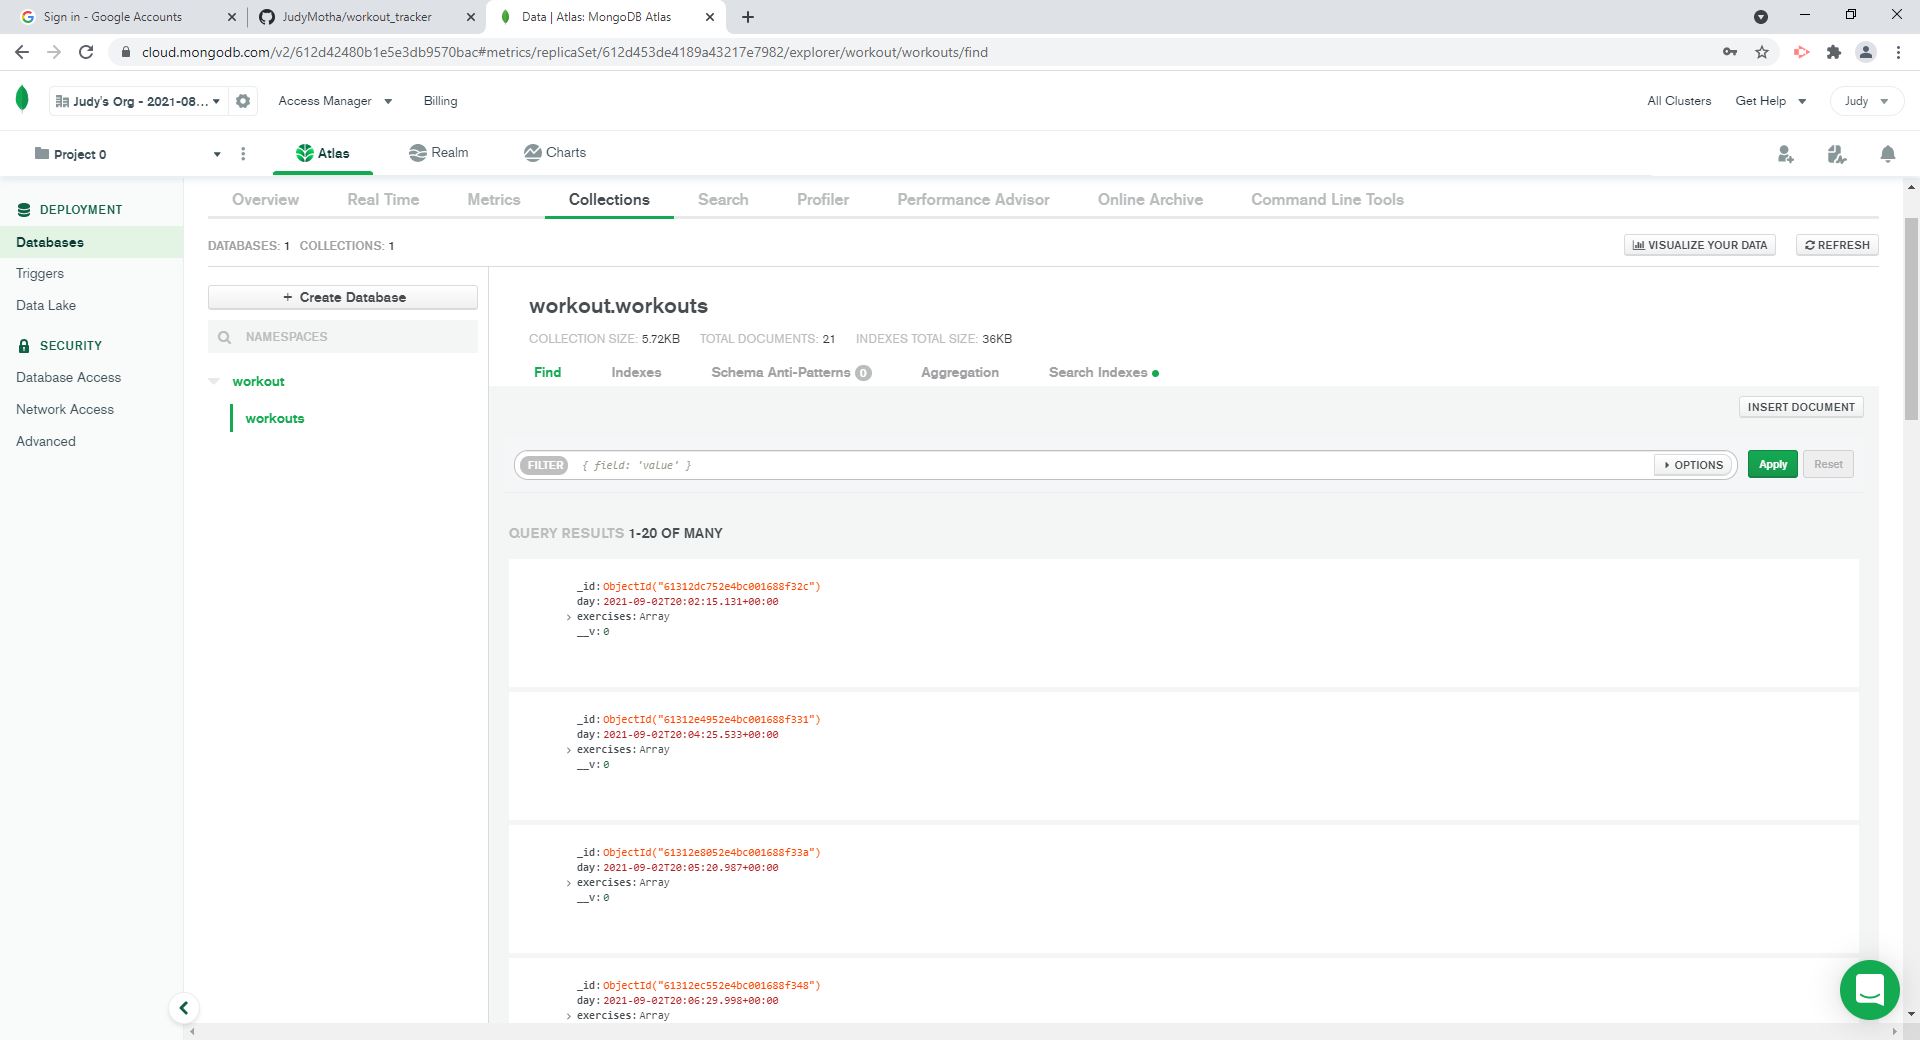 Sign in - Google Accounts
JudyMotha/workout_tracker
Data | Atlas: MongoDB Atlas
cloud.mongodb.com/v2/612d42480b1e5e3db9570bac#metrics/replicaSet/612d453de4189a43217e7982/explorer/workout/workouts/find
Judy's Org - 2021-08...
Access Manager
Billing
All Clusters
Get Help
Judy
Project 0
Atlas
Realm
Charts
DEPLOYMENT
Databases
Triggers
Data Lake
SECURITY
Database Access
Network Access
Advanced
Overview
Real Time
Metrics
Collections
Search
Profiler
Performance Advisor
Online Archive
Command Line Tools
DATABASES: 1 COLLECTIONS: 1
VISUALIZE YOUR DATA
REFRESH
+ Create Database
NAMESPACES
workout
workouts
workout.workouts
COLLECTION SIZE: 5.72KB TOTAL DOCUMENTS: 21 INDEXES TOTAL SIZE: 36KB
Find
Indexes
Schema Anti-Patterns 0
Aggregation
Search Indexes
INSERT DOCUMENT
FILTER { field: 'value' }
OPTIONS
Apply
Reset
QUERY RESULTS 1-20 OF MANY
_id: ObjectId("61312dc752e4bc001688f32c")
day: 2021-09-02T20:02:15.131+00:00
exercises: Array
__v: 0
_id: ObjectId("61312e4952e4bc001688f331")
day: 2021-09-02T20:04:25.533+00:00
exercises: Array
__v: 0
_id: ObjectId("61312e8052e4bc001688f33a")
day: 2021-09-02T20:05:20.987+00:00
exercises: Array
__v: 0
_id: ObjectId("61312ec552e4bc001688f348")
day: 2021-09-02T20:06:29.998+00:00
exercises: Array